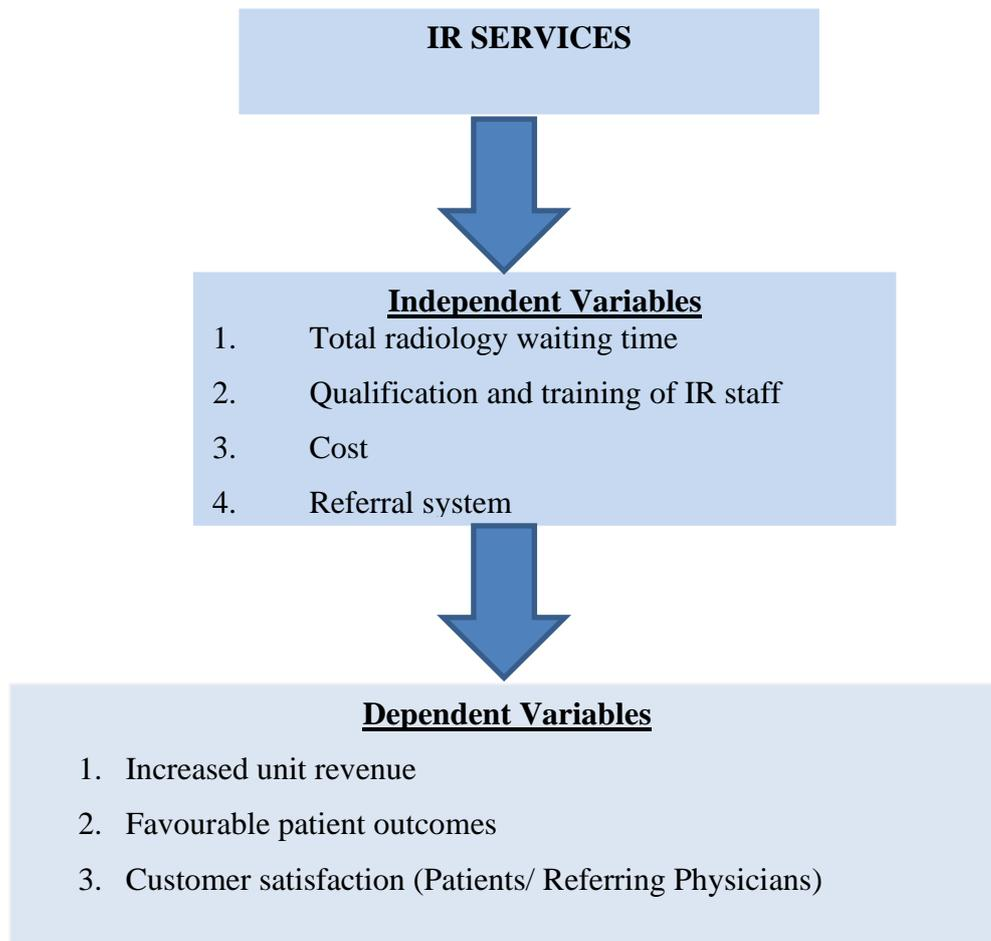 IR SERVICES
Independent Variables
1. Total radiology waiting time
2. Qualification and training of IR staff
3. Cost
4. Referral system
Dependent Variables
1. Increased unit revenue
2. Favourable patient outcomes
3. Customer satisfaction (Patients/ Referring Physicians)